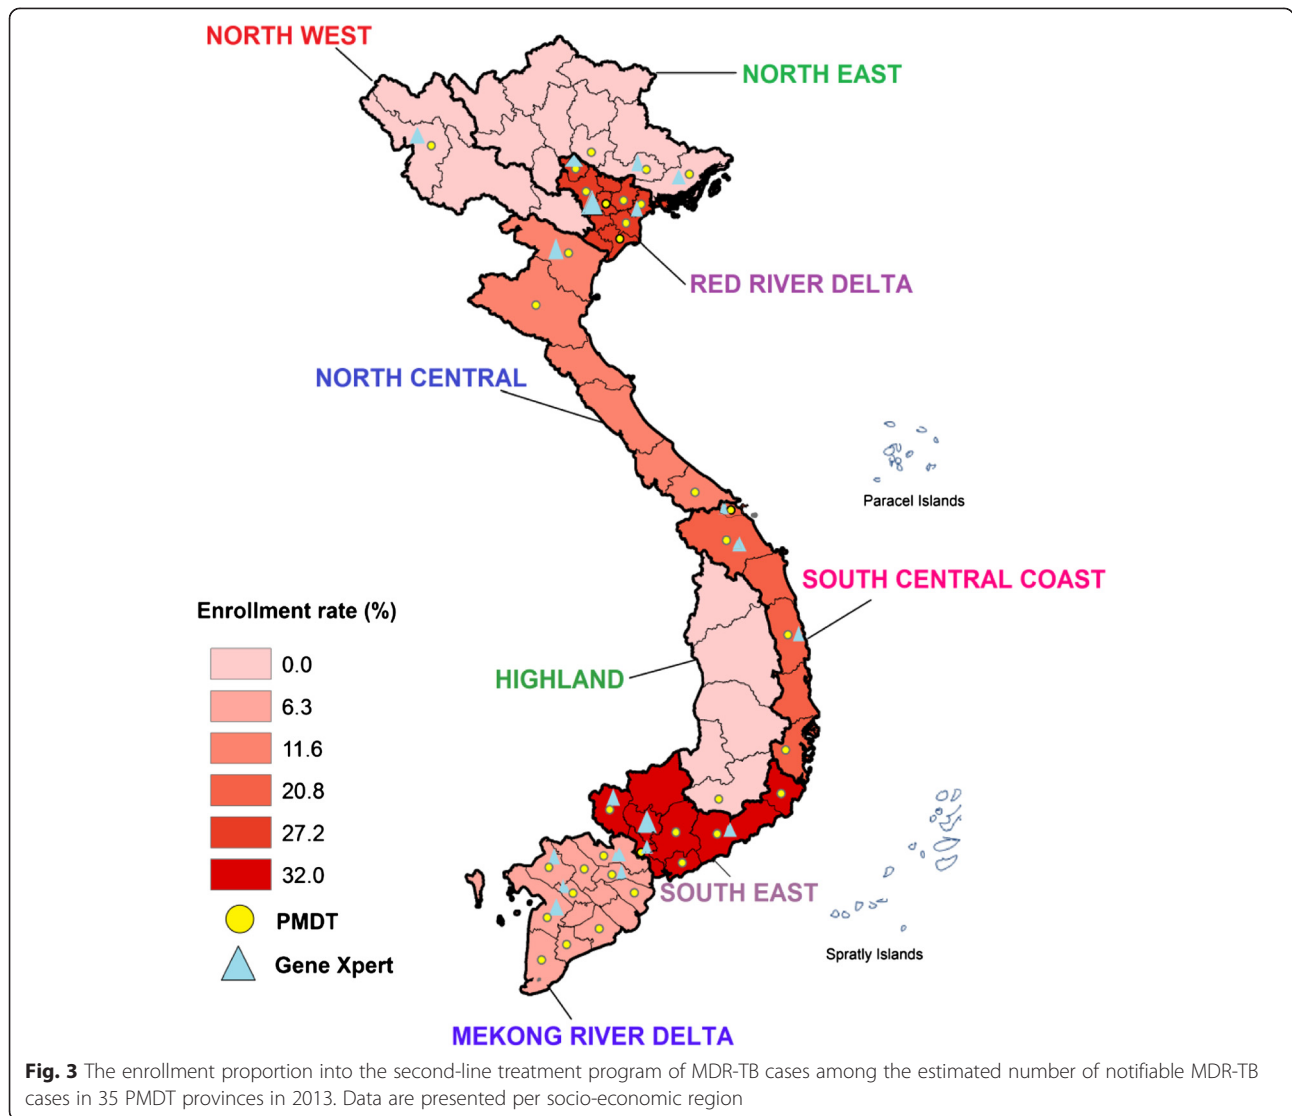 NORTH WEST
NORTH EAST
RED RIVER DELTA
NORTH CENTRAL
Paracel Islands
SOUTH CENTRAL COAST
Enrollment rate (%)
0.0
6.3
11.6
20.8
27.2
32.0
PMDT
Gene Xpert
HIGHLAND
SOUTH EAST
Spratly Islands
MEKONG RIVER DELTA
Fig. 3 The enrollment proportion into the second-line treatment program of MDR-TB cases among the estimated number of notifiable MDR-TB
cases in 35 PMDT provinces in 2013. Data are presented per socio-economic region